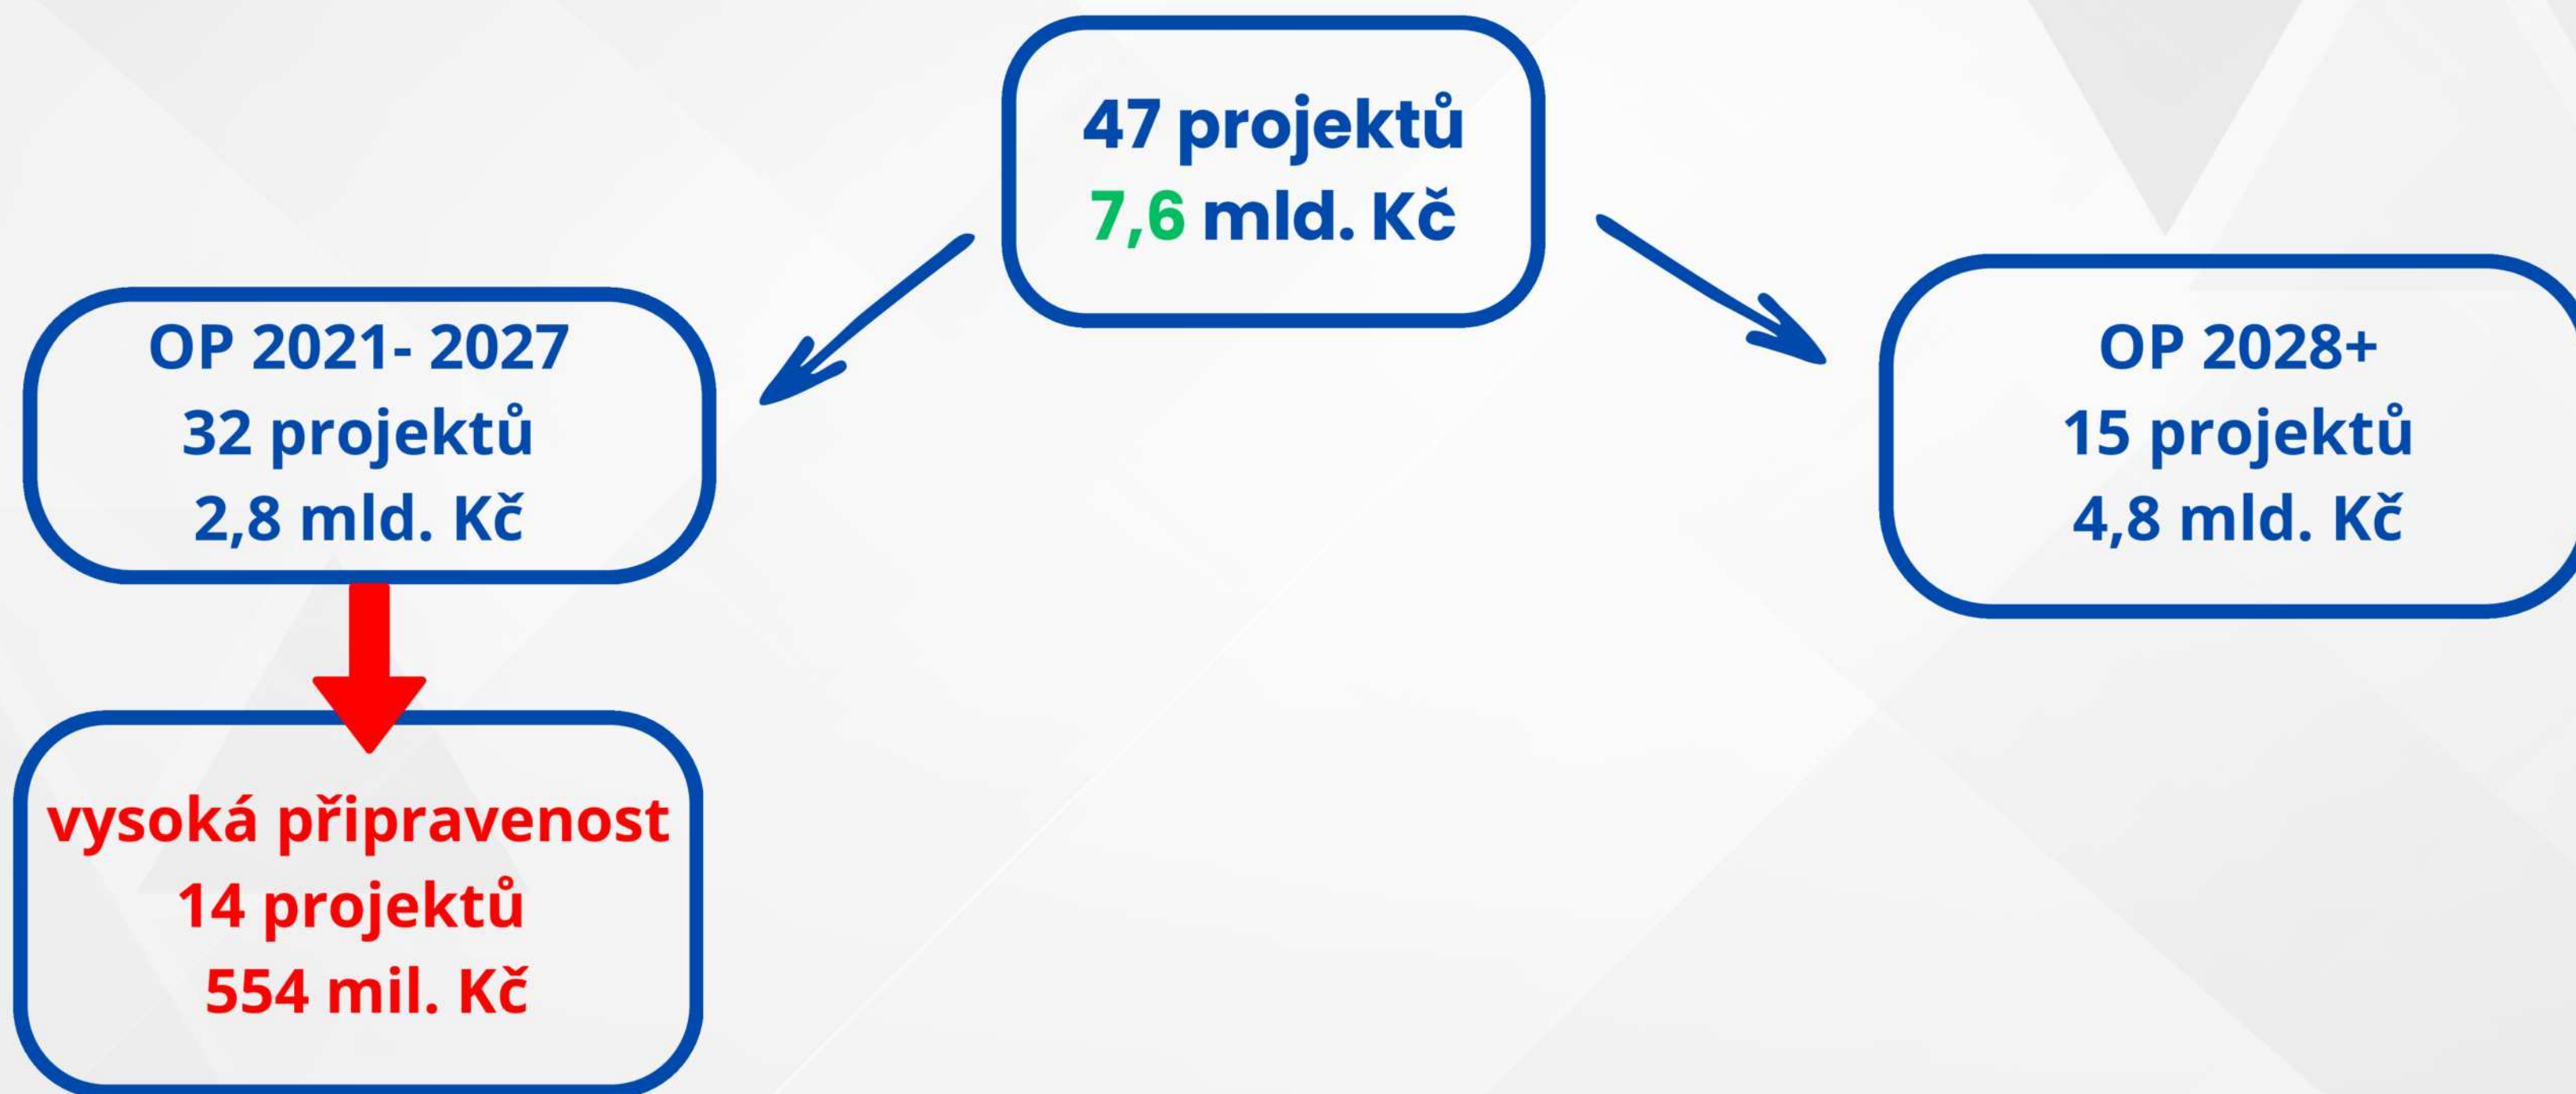 47 projektů
7,6 mld. Kč
OP 2021- 2027
32 projektů
2,8 mld. Kč
OP 2028+
15 projektů
4,8 mld. Kč
vysoká připravenost
14 projektů
554 mil. Kč